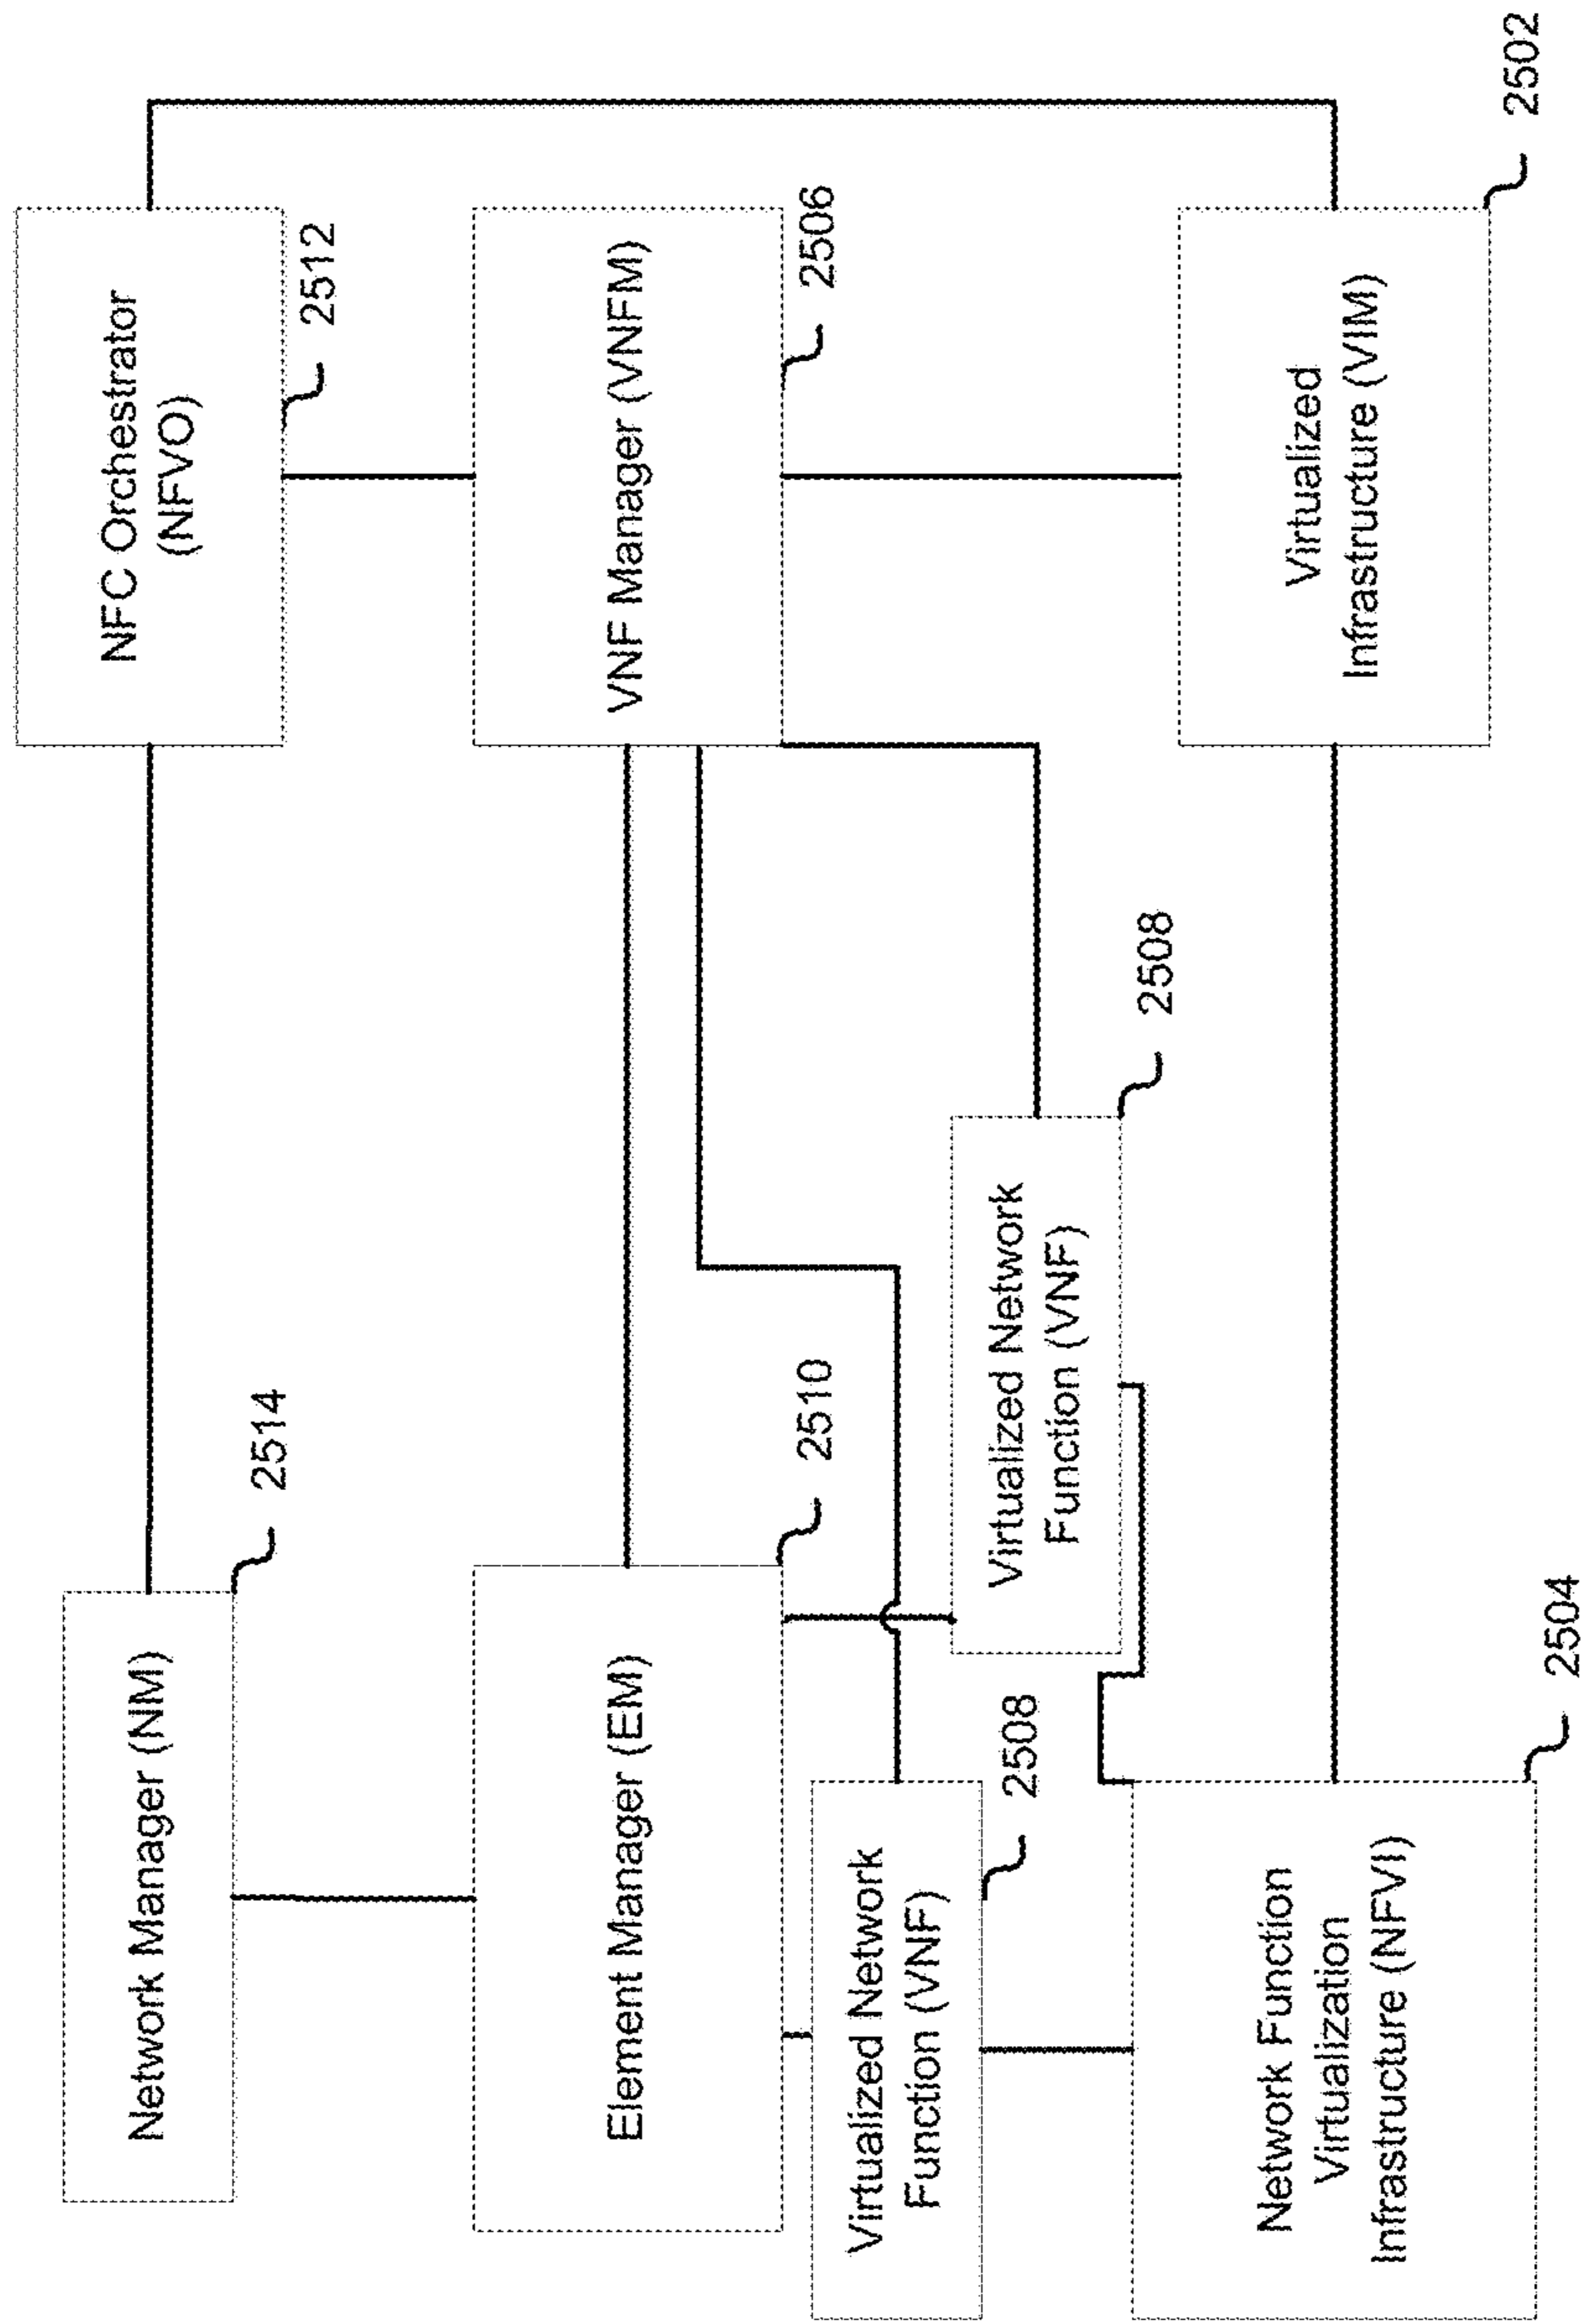 Network Manager (NM)
2514
NFC Orchestrator
(NFVO)
2512
Element Manager (EM)
2510
VNF Manager (VNFM)
2506
Virtualized Network
Function (VNF)
2508
Virtualized Network
Function (VNF)
2508
Network Function
Virtualization
Infrastructure (NFVI)
2504
Virtualized
Infrastructure (VIM)
2502